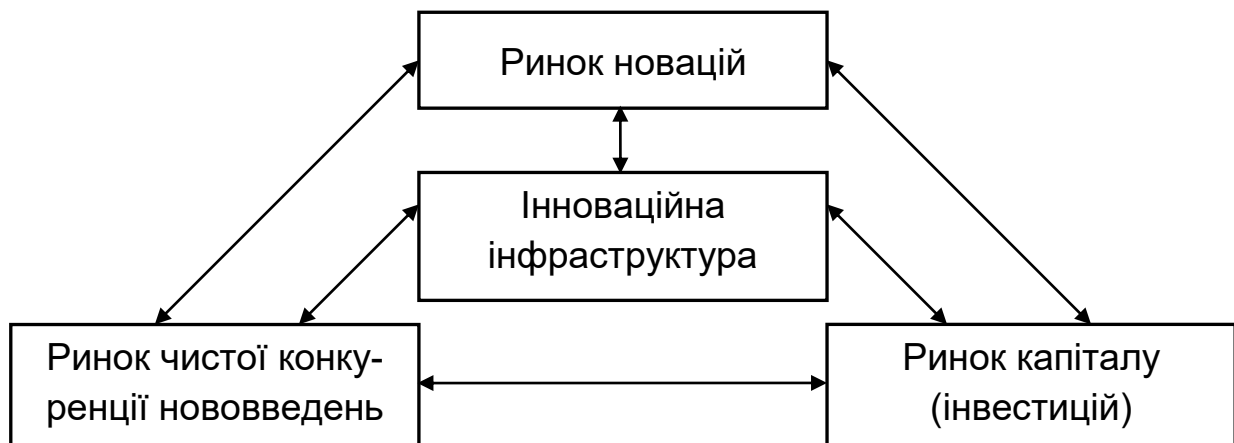 Ринок новацій
Інноваційна
інфраструктура
Ринок чистої конку-
ренції нововведень
Ринок капіталу
(інвестицій)